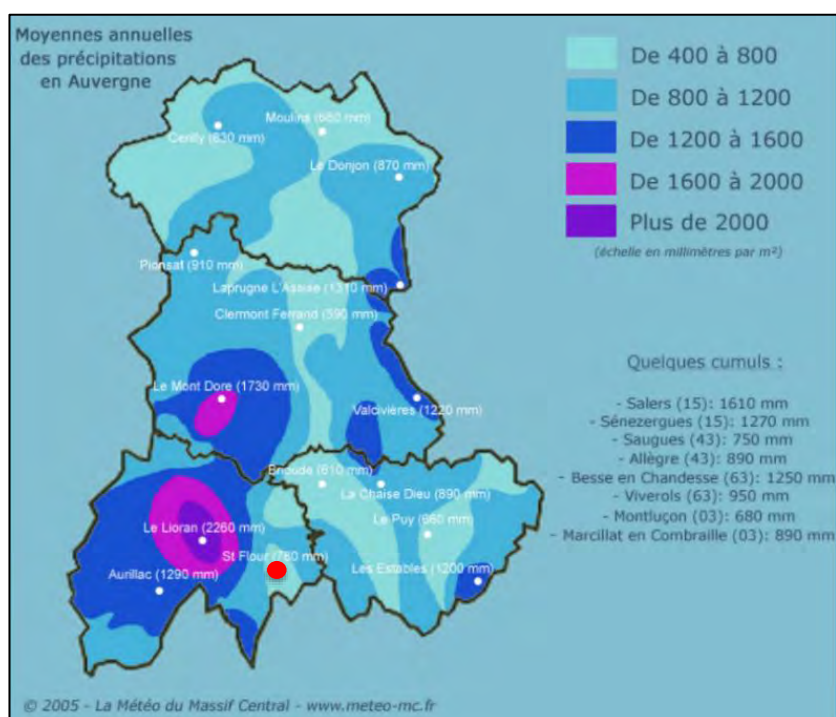 Moyennes annuelles
des précipitations
en Auvergne
De 400 à 800
De 800 à 1200
De 1200 à 1600
De 1600 à 2000
Plus de 2000
(échelle en millimètres par m²)
Moulins (680 mm)
Cerilly (630 mm)
Le Donjon (870 mm)
Pionsat (910 mm)
Laprugne L'Assise (1310 mm)
Clermont Ferrand (590 mm)
Le Mont Dore (1730 mm)
Valcivières (1220 mm)
Brioude (610 mm)
La Chaise Dieu (890 mm)
Le Puy (660 mm)
Le Lioran (2260 mm)
St Flour (780 mm)
Aurillac (1290 mm)
Les Estables (1200 mm)
Quelques cumuls :
- Salers (15): 1610 mm
- Sénezergues (15): 1270 mm
- Saugues (43): 750 mm
- Allègre (43): 890 mm
- Besse en Chandesse (63): 1250 mm
- Viverols (63): 950 mm
- Montluçon (03): 680 mm
- Marcillat en Combraille (03): 890 mm
© 2005 - La Météo du Massif Central - www.meteo-mc.fr